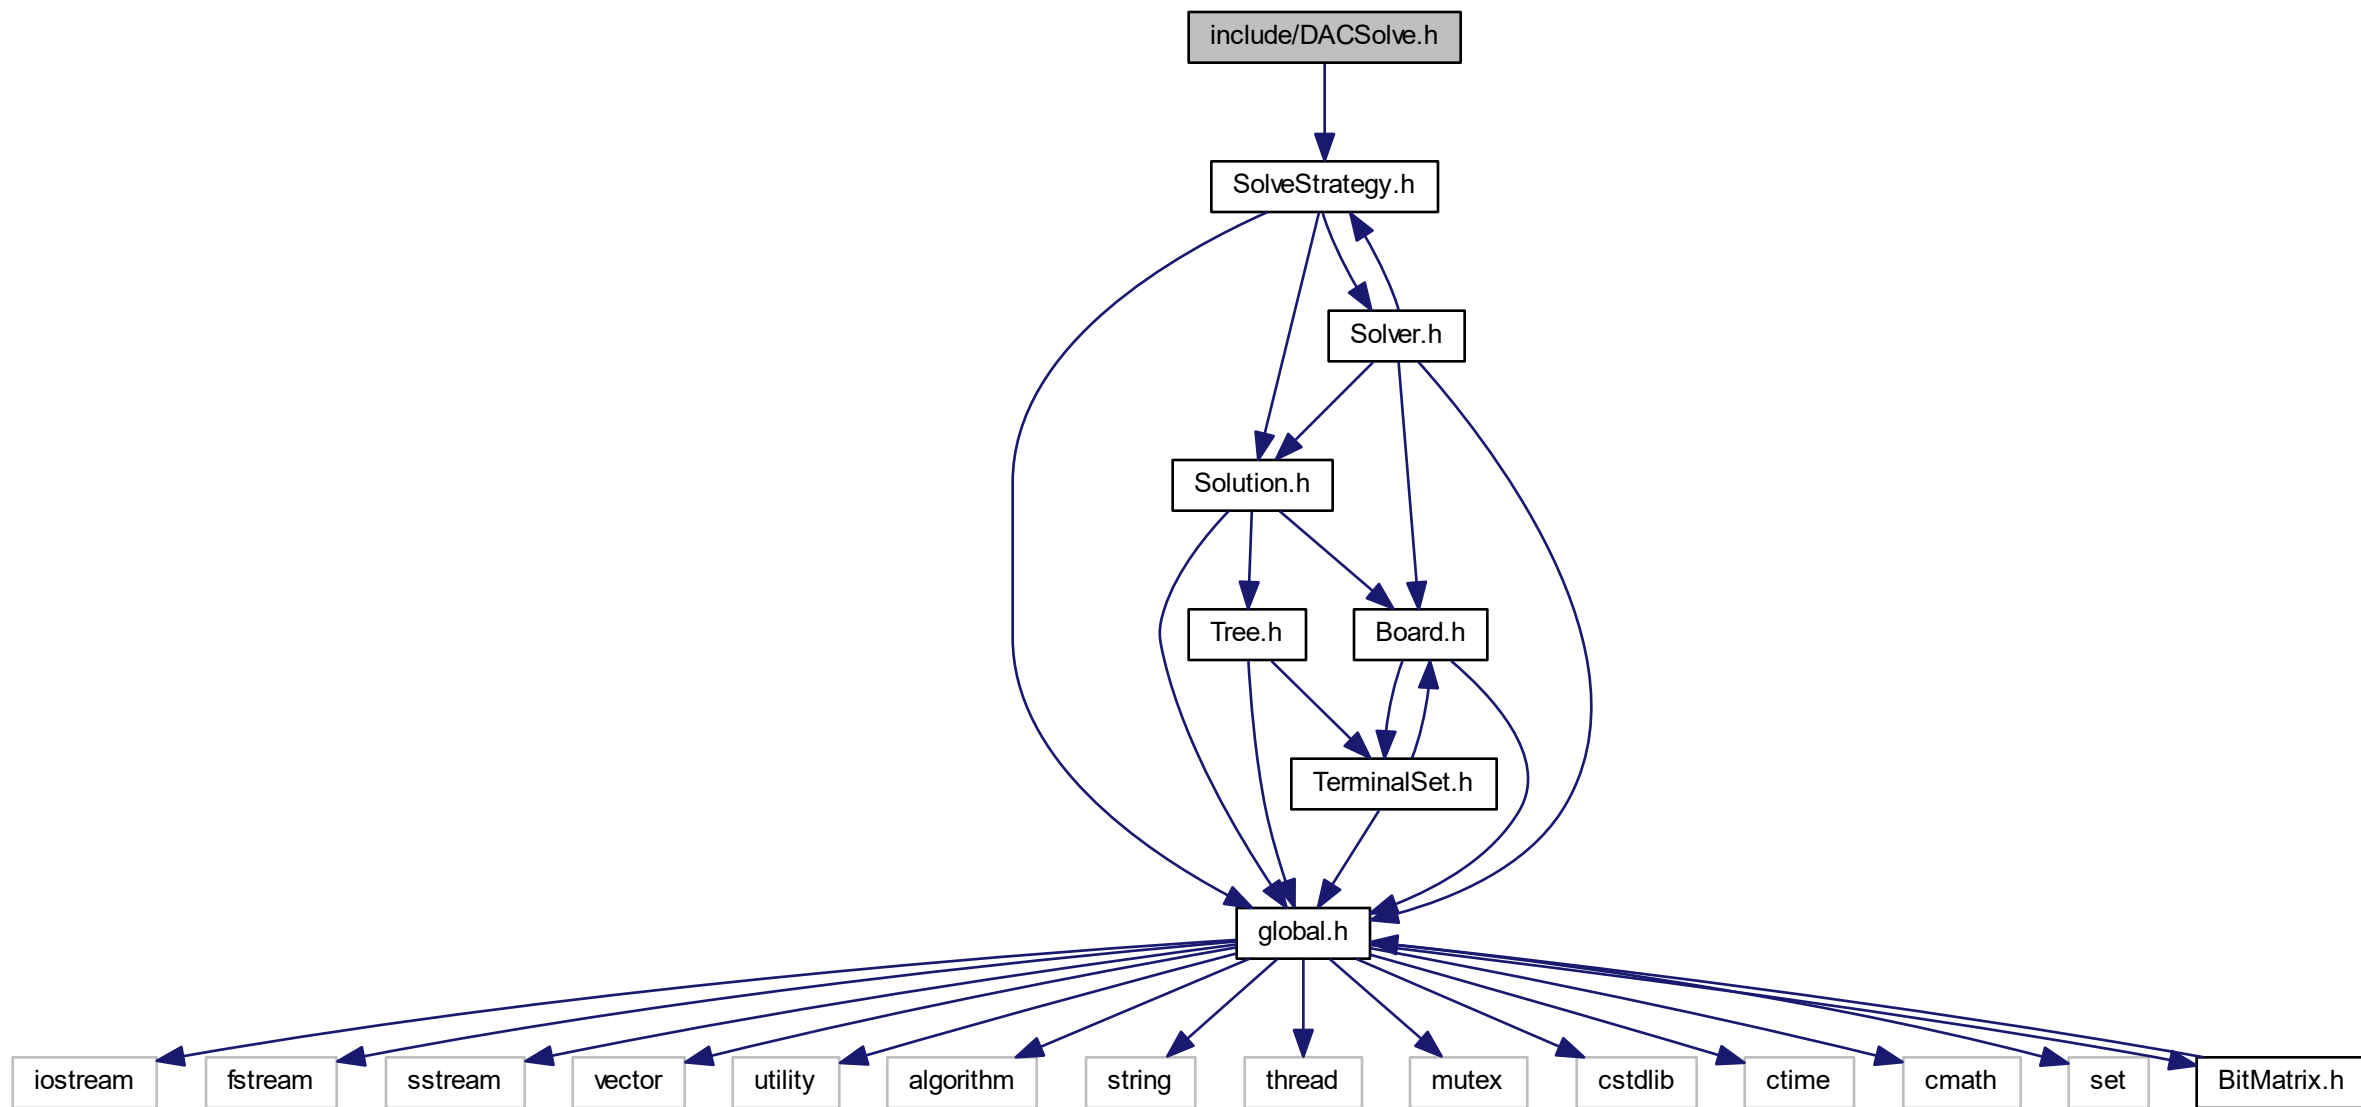 include/DACSolve.h
SolveStrategy.h
Solver.h
Solution.h
Tree.h
Board.h
TerminalSet.h
global.h
iostream
fstream
sstream
vector
utility
algorithm
string
thread
mutex
cstdlib
ctime
cmath
set
BitMatrix.h